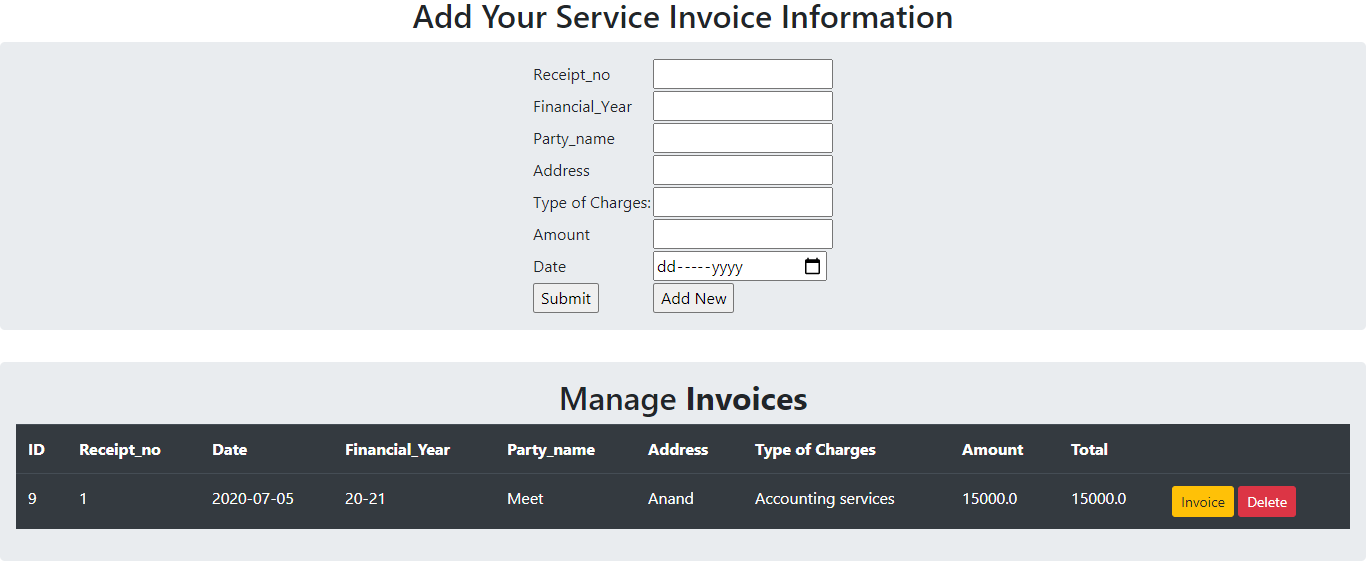 Add Your Service Invoice Information
Receipt_no
Financial_Year
Party_name
Address
Type of Charges:
Amount
Date dd-----yyyy
Submit Add New
Manage Invoices
ID Receipt_no Date Financial_Year Party_name Address Type of Charges Amount Total
9 1 2020-07-05 20-21 Meet Anand Accounting services 15000.0 15000.0 Invoice Delete